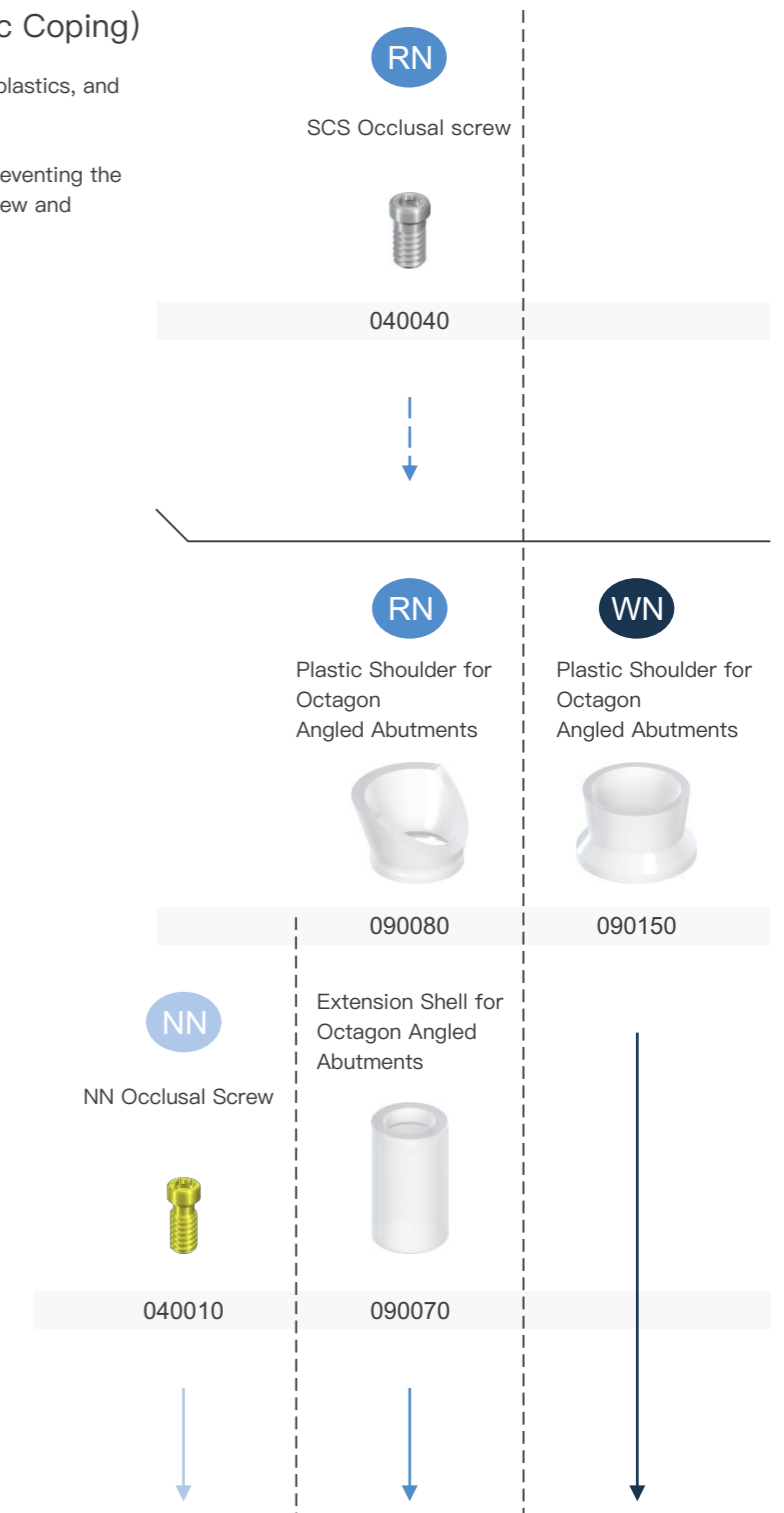 c Coping)
plastics, and
eventing the
ew and
RN
SCS Occlusal screw
040040
RN
Plastic Shoulder for
Octagon
Angled Abutments
090080
WN
Plastic Shoulder for
Octagon
Angled Abutments
090150
NN
NN Occlusal Screw
040010
Extension Shell for
Octagon Angled
Abutments
090070